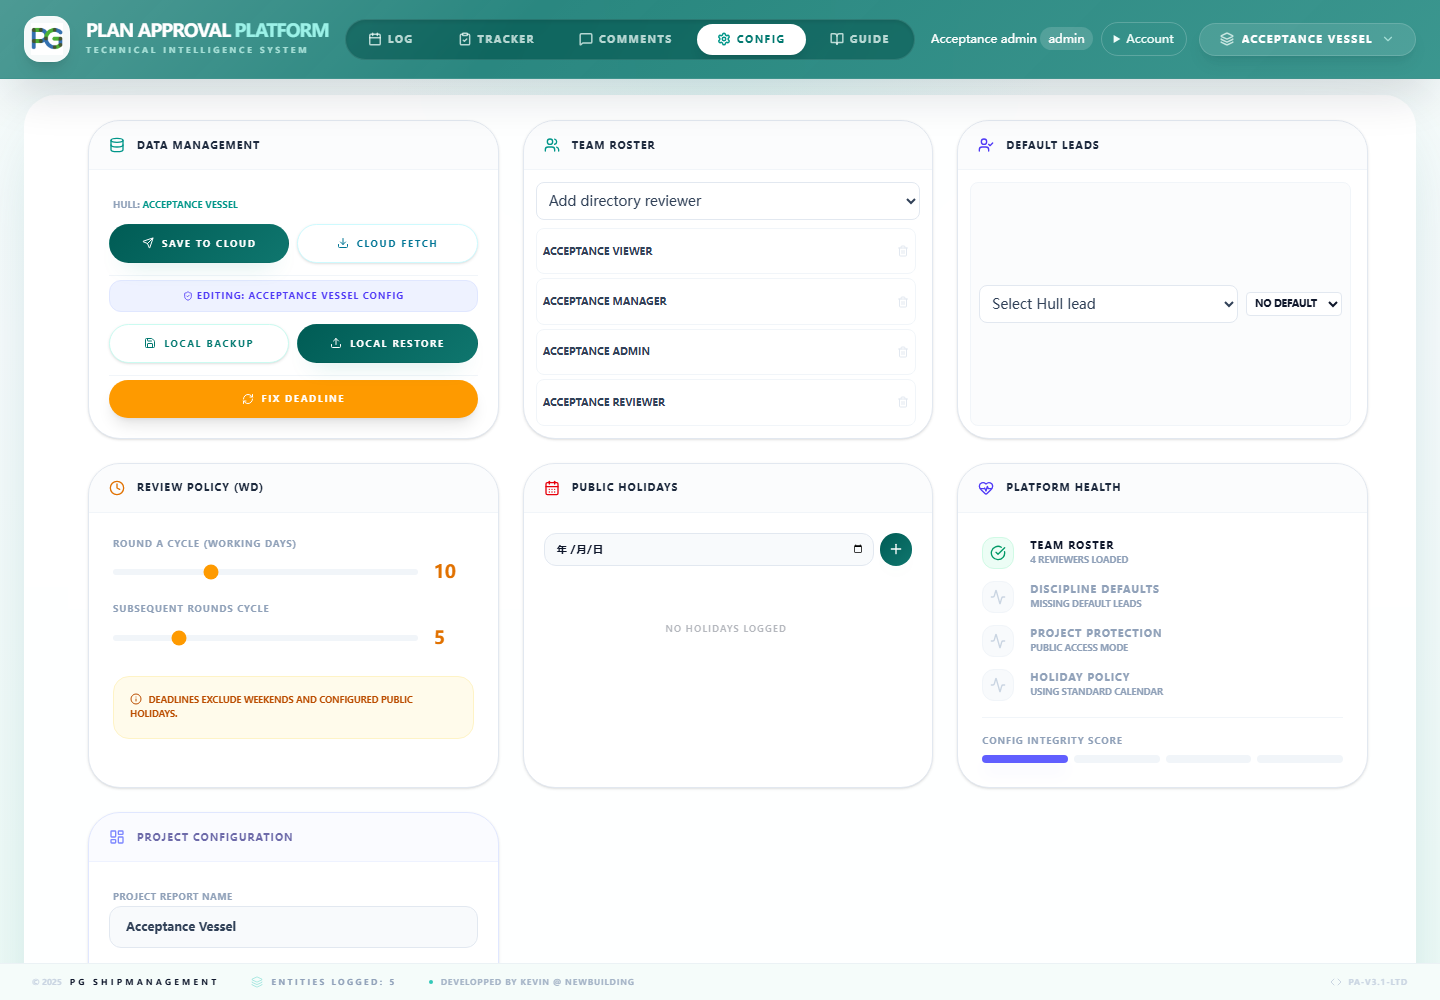 PG
PLAN APPROVAL PLATFORM
TECHNICAL INTELLIGENCE SYSTEM
LOG
TRACKER
COMMENTS
CONFIG
GUIDE
Acceptance admin admin
Account
ACCEPTANCE VESSEL
DATA MANAGEMENT
HULL: ACCEPTANCE VESSEL
SAVE TO CLOUD
CLOUD FETCH
EDITING: ACCEPTANCE VESSEL CONFIG
LOCAL BACKUP
LOCAL RESTORE
FIX DEADLINE
TEAM ROSTER
Add directory reviewer
ACCEPTANCE VIEWER
ACCEPTANCE MANAGER
ACCEPTANCE ADMIN
ACCEPTANCE REVIEWER
DEFAULT LEADS
Select Hull lead
NO DEFAULT
REVIEW POLICY (WD)
ROUND A CYCLE (WORKING DAYS)
10
SUBSEQUENT ROUNDS CYCLE
5
DEADLINES EXCLUDE WEEKENDS AND CONFIGURED PUBLIC
HOLIDAYS.
PUBLIC HOLIDAYS
年 /月/日
NO HOLIDAYS LOGGED
PLATFORM HEALTH
TEAM ROSTER
4 REVIEWERS LOADED
DISCIPLINE DEFAULTS
MISSING DEFAULT LEADS
PROJECT PROTECTION
PUBLIC ACCESS MODE
HOLIDAY POLICY
USING STANDARD CALENDAR
CONFIG INTEGRITY SCORE
PROJECT CONFIGURATION
PROJECT REPORT NAME
Acceptance Vessel
© 2025 PG SHIPMANAGEMENT
ENTITIES LOGGED: 5
DEVELOPPED BY KEVIN @ NEWBUILDING
PA-V3.1-LTD